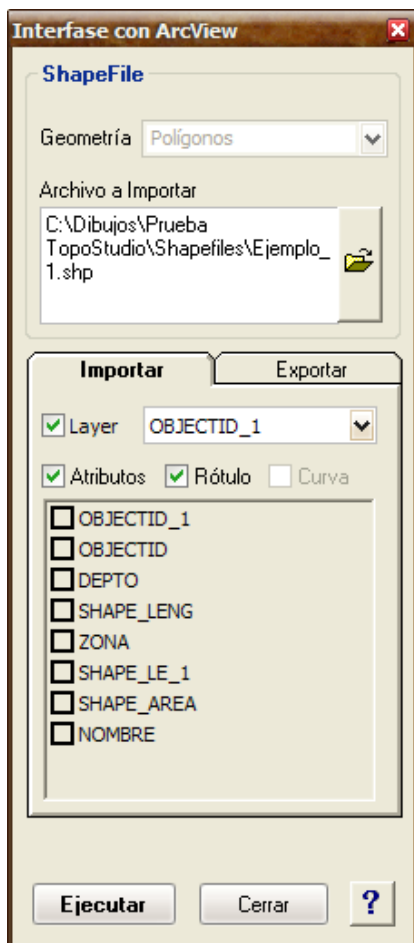 Interfase con ArcView
ShapeFile
Geometría Polígonos
Archivo a Importar
C:\Dibujos\Prueba
TopoStudio\Shapefiles\Ejemplo_
1.shp
Importar Exportar
Layer OBJECTID_1
Atributos Rótulo Curva
OBJECTID_1
OBJECTID
DEPTO
SHAPE_LENG
ZONA
SHAPE_LE_1
SHAPE_AREA
NOMBRE
Ejecutar Cerrar ?